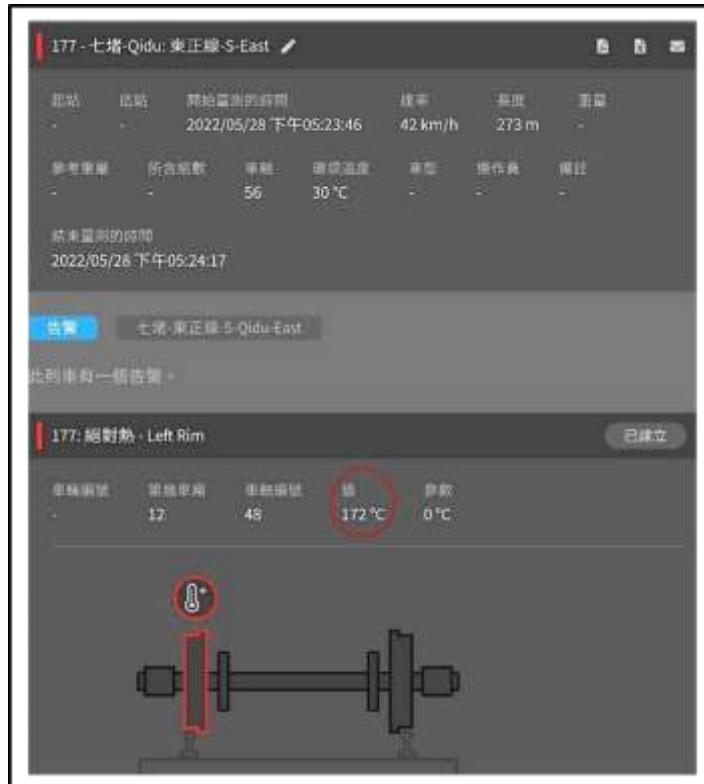 177 - 七堵-Qidu: 東正線-S-East
起站 迄站 開始量測的時間 速率 長度 重量
- - 2022/05/28 下午05:23:46 42 km/h 273 m -
參考重量 所含組數 車軸 環境溫度 車型 操作員 備註
- - 56 30 °C - - -
結束量測的時間
2022/05/28 下午05:24:17
告警 七堵-東正線-S-Qidu-East
此列車有一個告警。
177: 絕對熱 - Left Rim 已建立
車輛編號 第幾車廂 車軸編號 值 參數
- 12 48 172 °C 0 °C